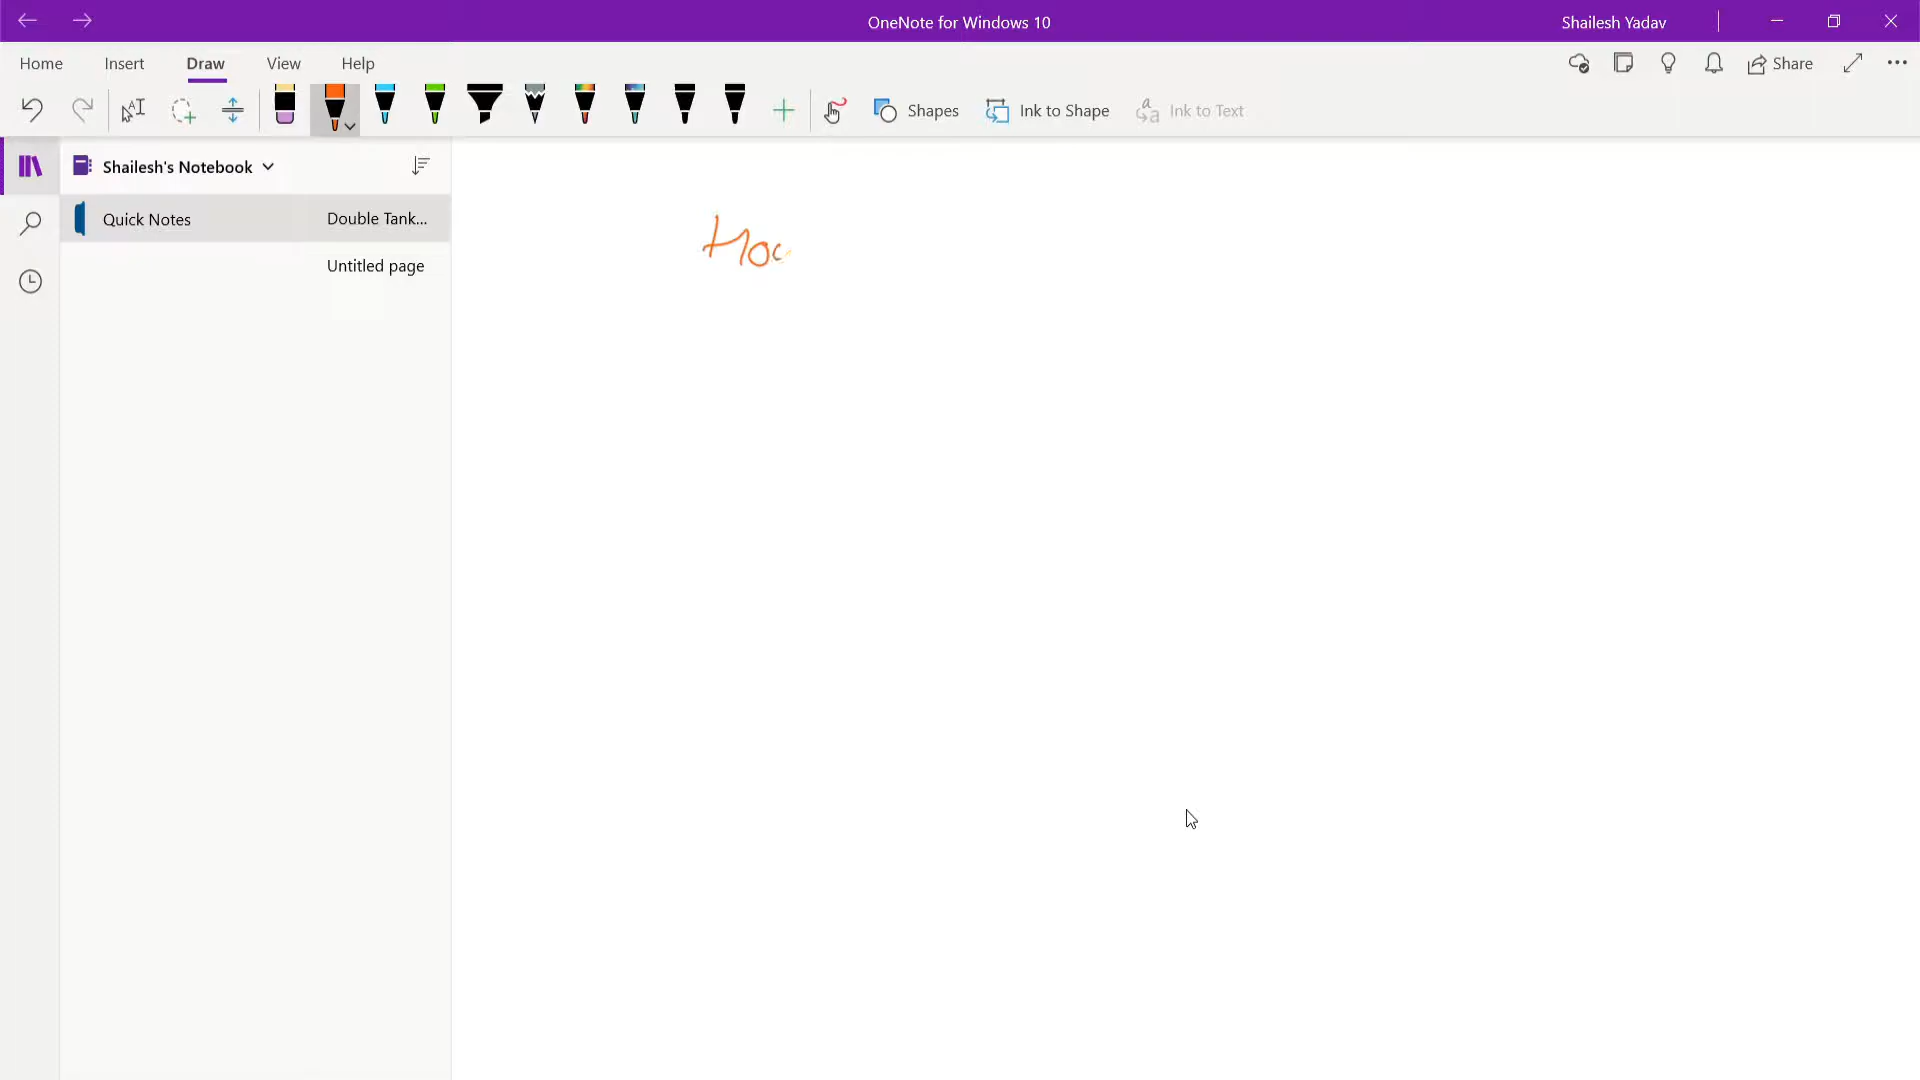 OneNote for Windows 10
Shailesh Yadav
Home Insert Draw View Help
Share
Shapes Ink to Shape Ink to Text
Shailesh's Notebook
Quick Notes
Double Tank...
Untitled page